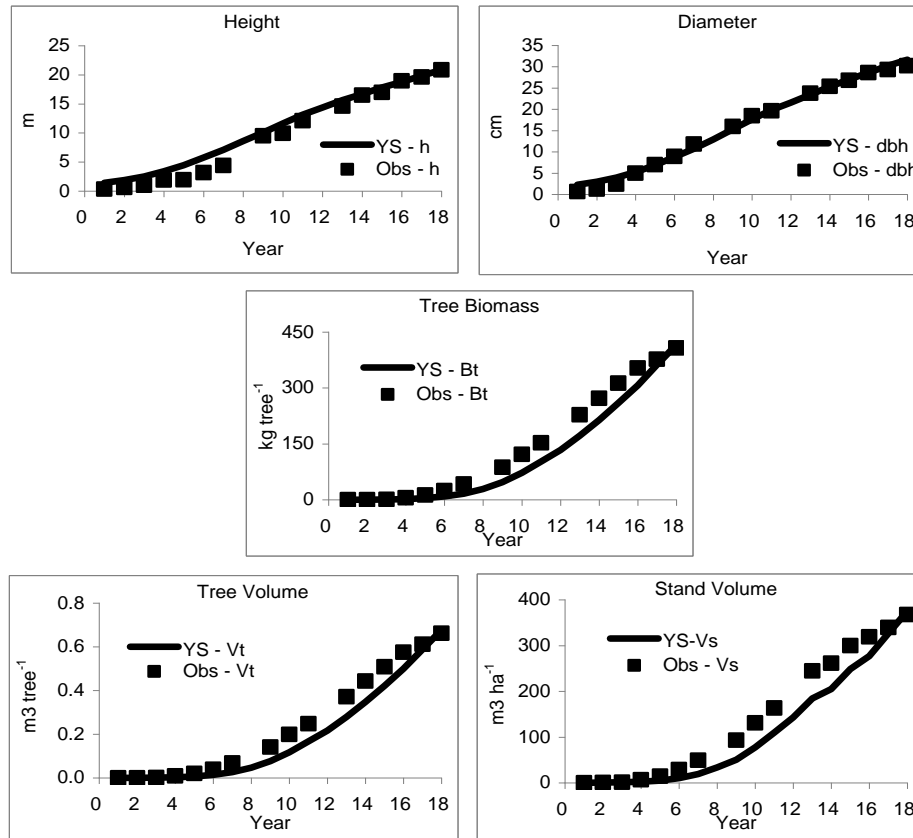 Height
25
20
15
10
5
0
m
YS - h
Obs - h
0 2 4 6 8 10 12 14 16 18
Year
Diameter
35
30
25
20
15
10
5
0
cm
YS - dbh
Obs - dbh
0 2 4 6 8 10 12 14 16 18
Year
Tree Biomass
450
300
150
0
kg tree-1
YS - Bt
Obs - Bt
0 2 4 6 8 10 12 14 16 18
Year
Tree Volume
0.8
0.6
0.4
0.2
0.0
m3 tree-1
YS - Vt
Obs - Vt
0 2 4 6 8 10 12 14 16 18
Year
Stand Volume
400
300
200
100
0
m3 ha-1
YS-Vs
Obs - Vs
0 2 4 6 8 10 12 14 16 18
Year